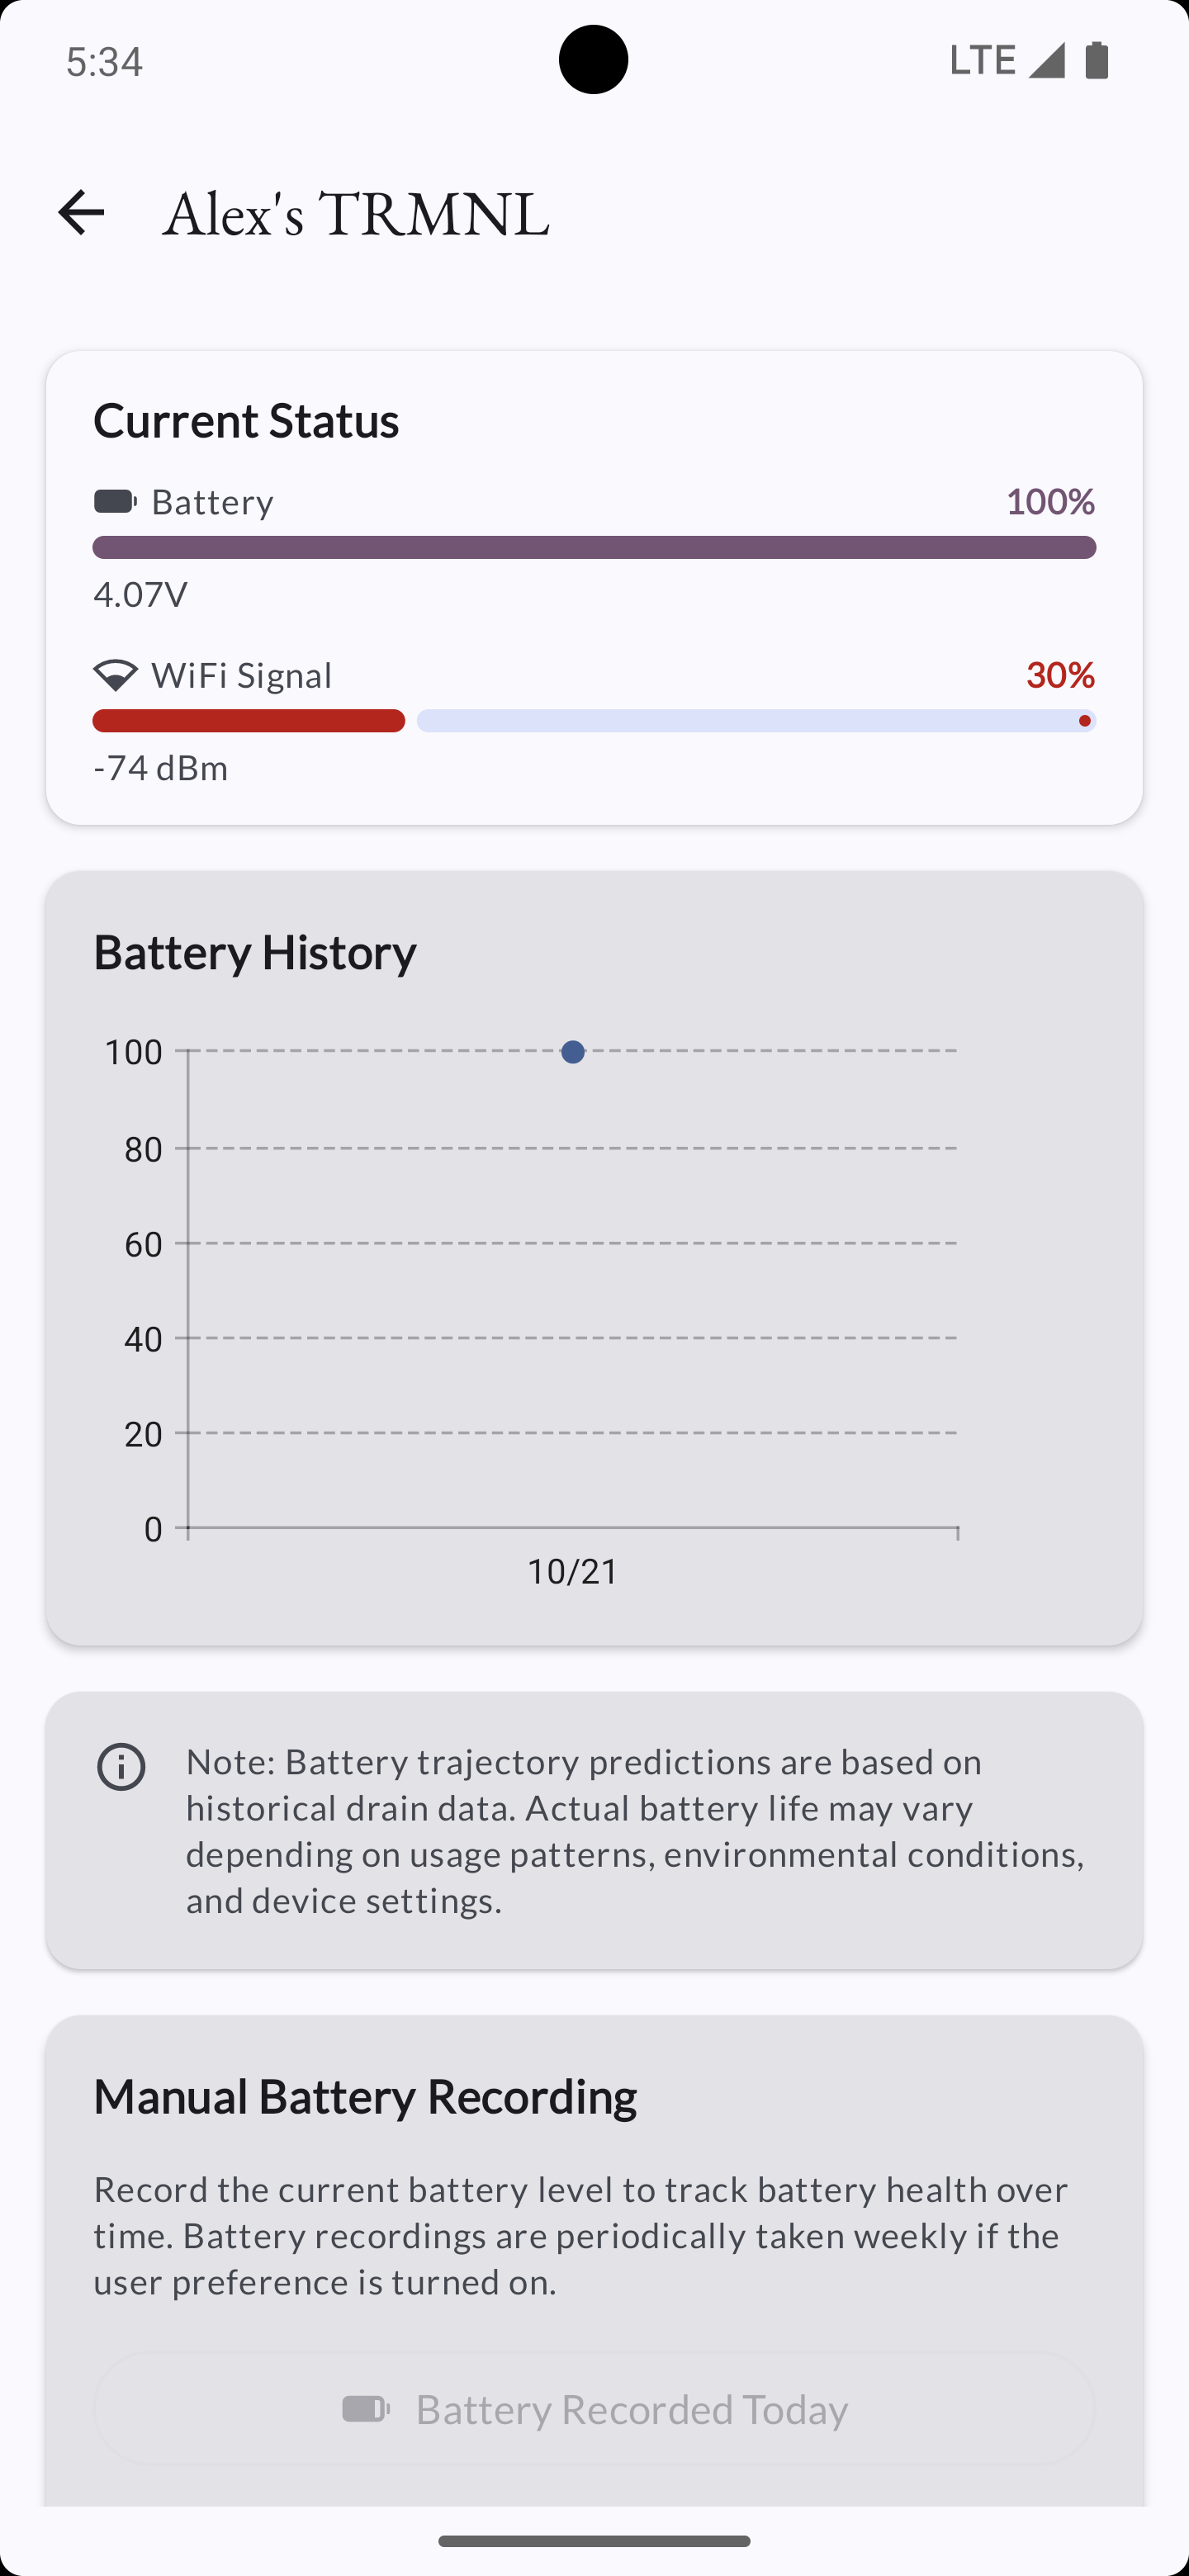 5:34
LTE
Alex's TRMNL
Current Status
Battery
100%
4.07V
WiFi Signal
30%
-74 dBm
Battery History
100
80
60
40
20
0
10/21
Note: Battery trajectory predictions are based on
historical drain data. Actual battery life may vary
depending on usage patterns, environmental conditions,
and device settings.
Manual Battery Recording
Record the current battery level to track battery health over
time. Battery recordings are periodically taken weekly if the
user preference is turned on.
Battery Recorded Today